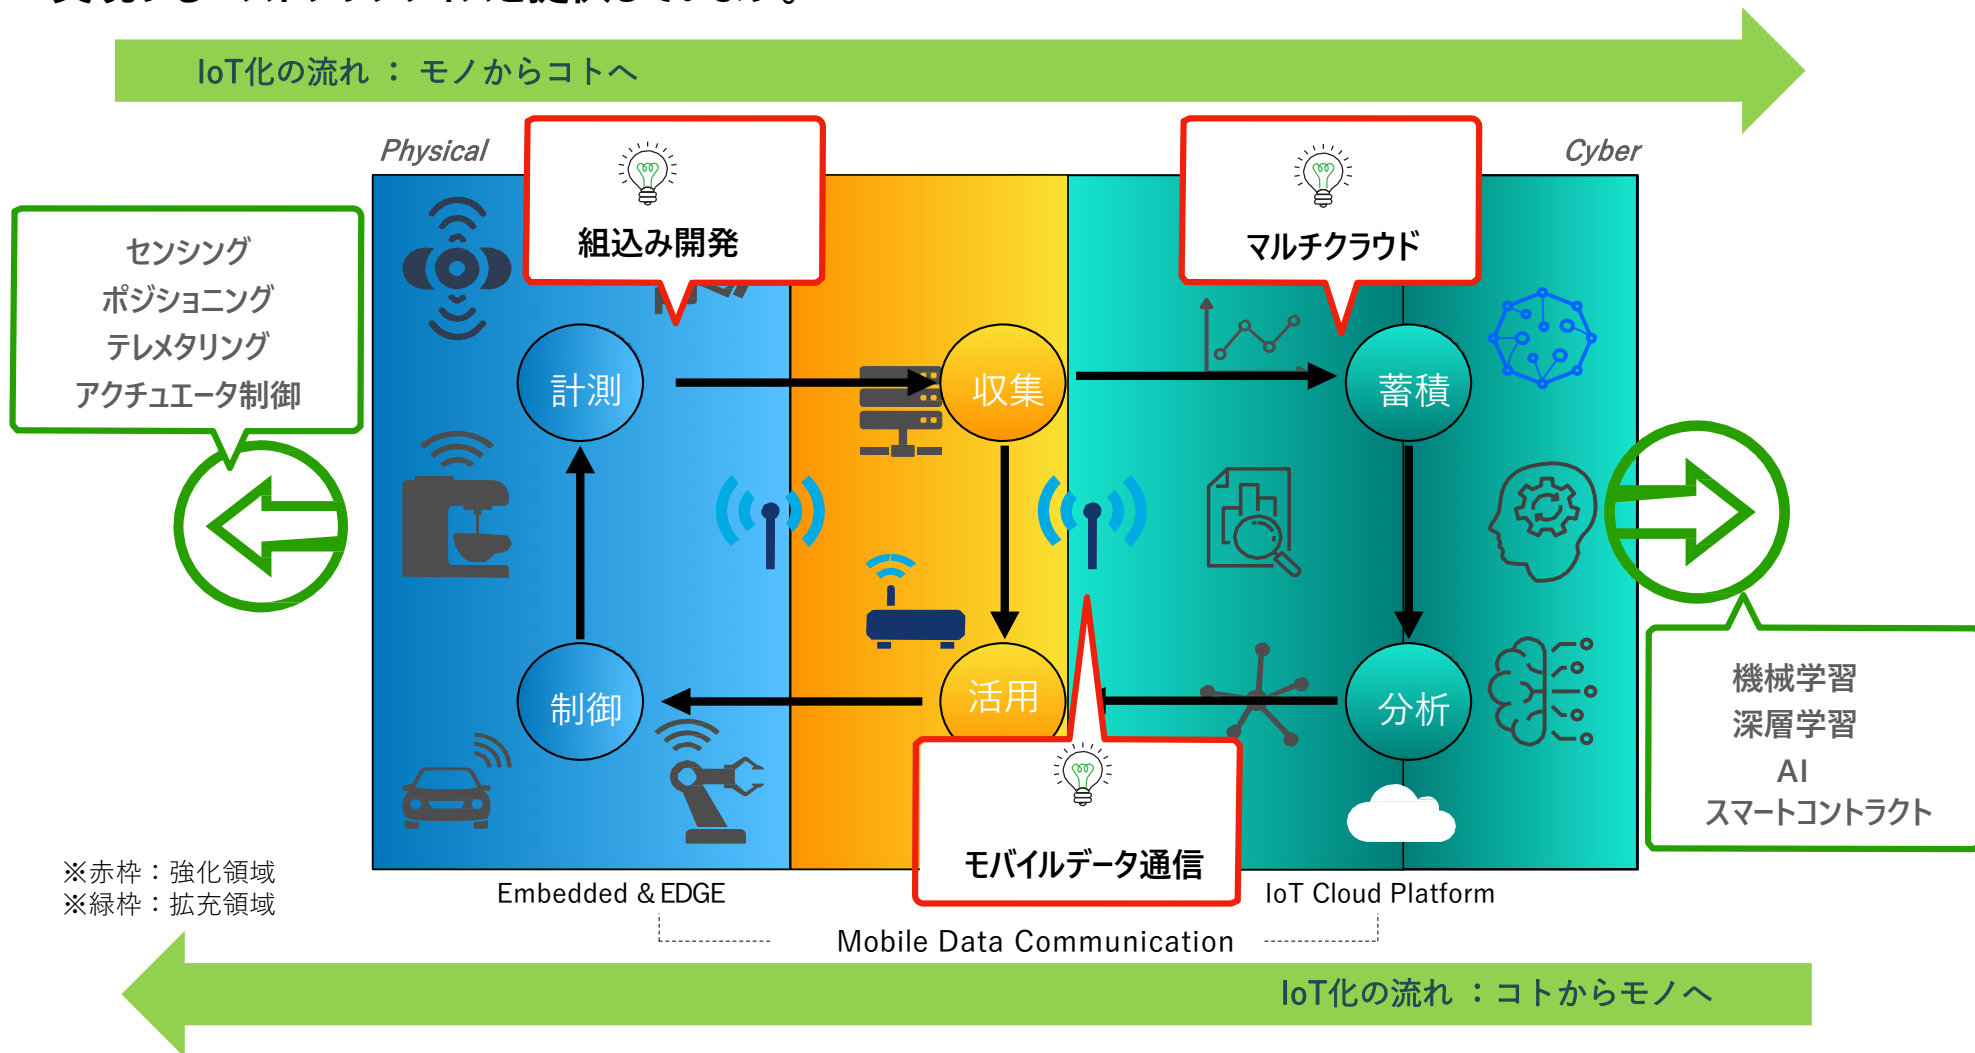 IoT化の流れ ： モノからコトへ
Physical
Cyber
組込み開発
マルチクラウド
センシング
ポジショニング
テレメタリング
アクチュエータ制御
計測
収集
蓄積
制御
活用
分析
機械学習
深層学習
AI
スマートコントラクト
モバイルデータ通信
※赤枠：強化領域
※緑枠：拡充領域
Embedded & EDGE
IoT Cloud Platform
Mobile Data Communication
IoT化の流れ ：コトからモノへ